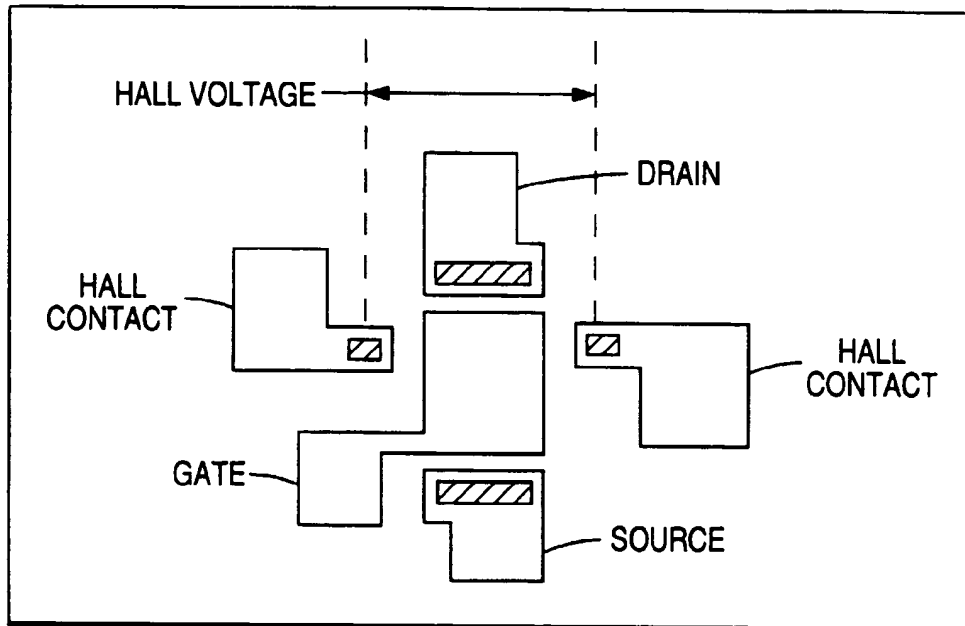 HALL VOLTAGE
DRAIN
HALL
CONTACT
HALL
CONTACT
GATE
SOURCE